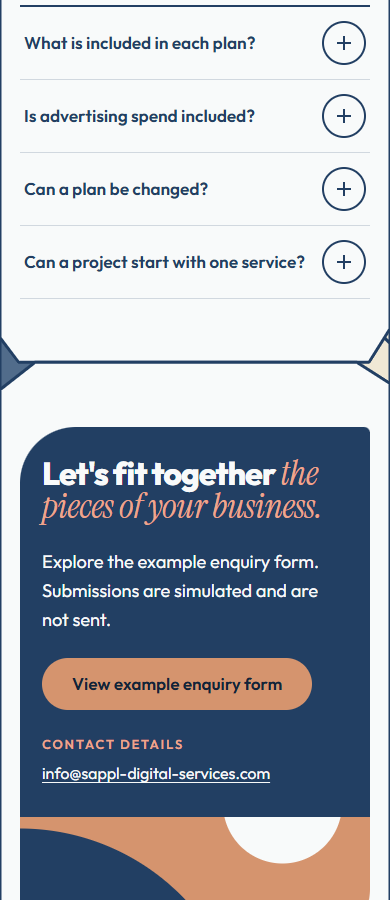 What is included in each plan?
Is advertising spend included?
Can a plan be changed?
Can a project start with one service?
Let's fit together the
pieces of your business.
Explore the example enquiry form.
Submissions are simulated and are
not sent.
View example enquiry form
CONTACT DETAILS
info@sappl-digital-services.com